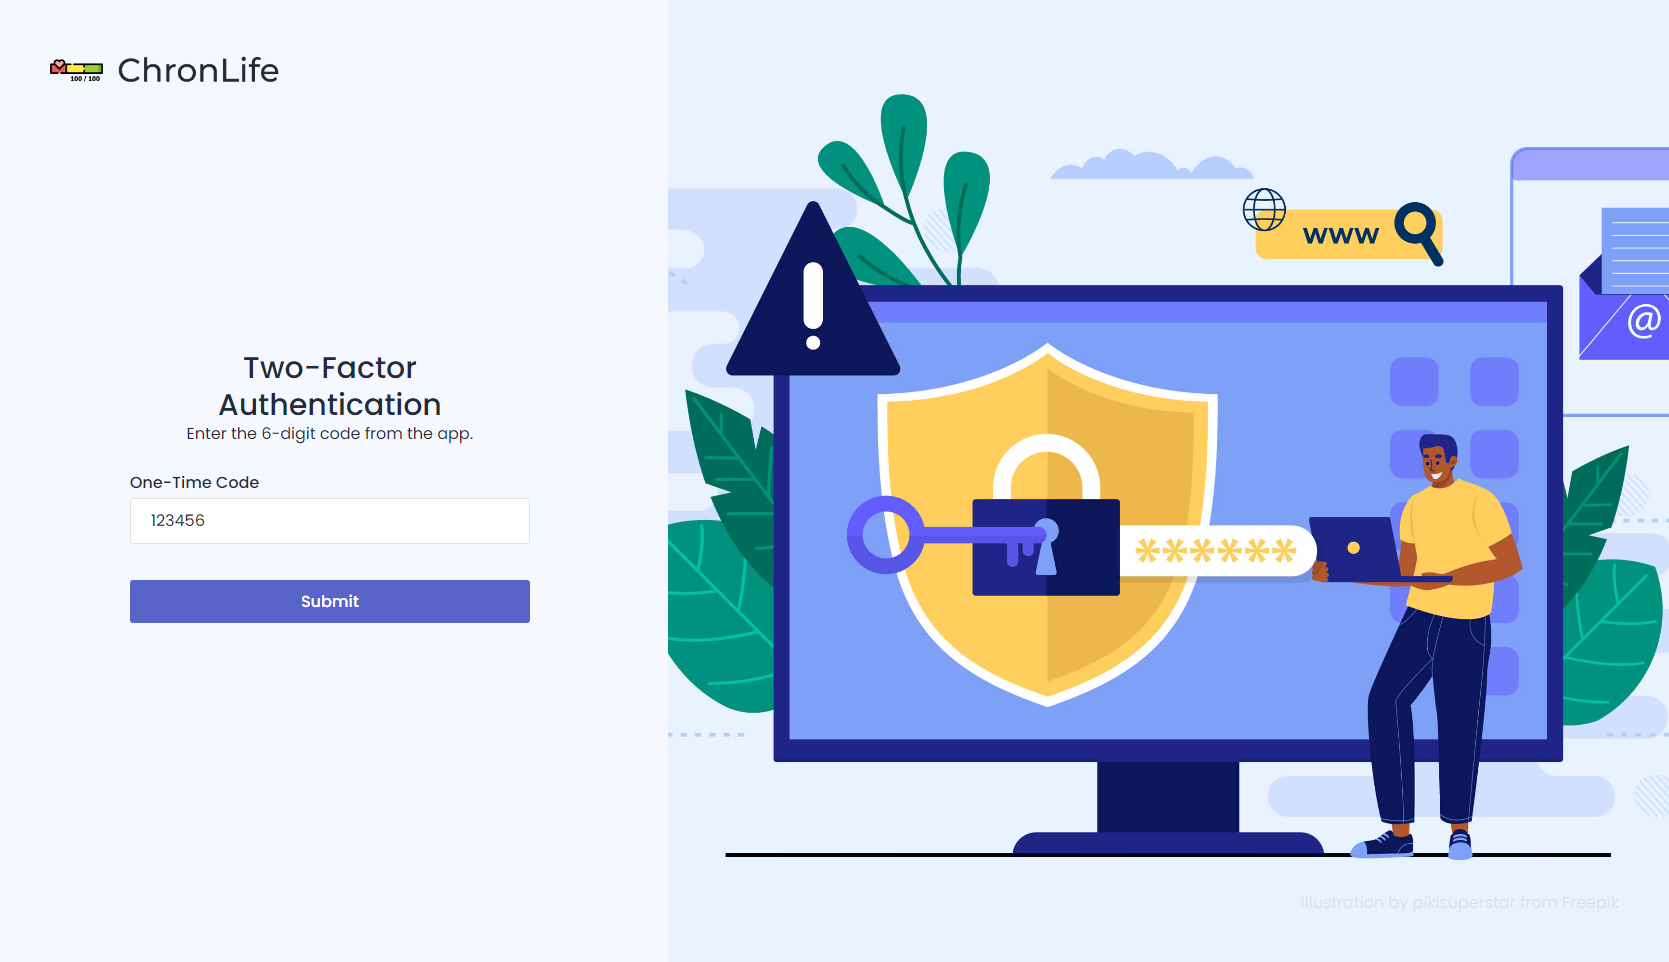 100 / 100
ChronLife
Two-Factor
Authentication
Enter the 6-digit code from the app.
One-Time Code
123456
Submit
www
@
******
Illustration by pikisuperstar from Freepik